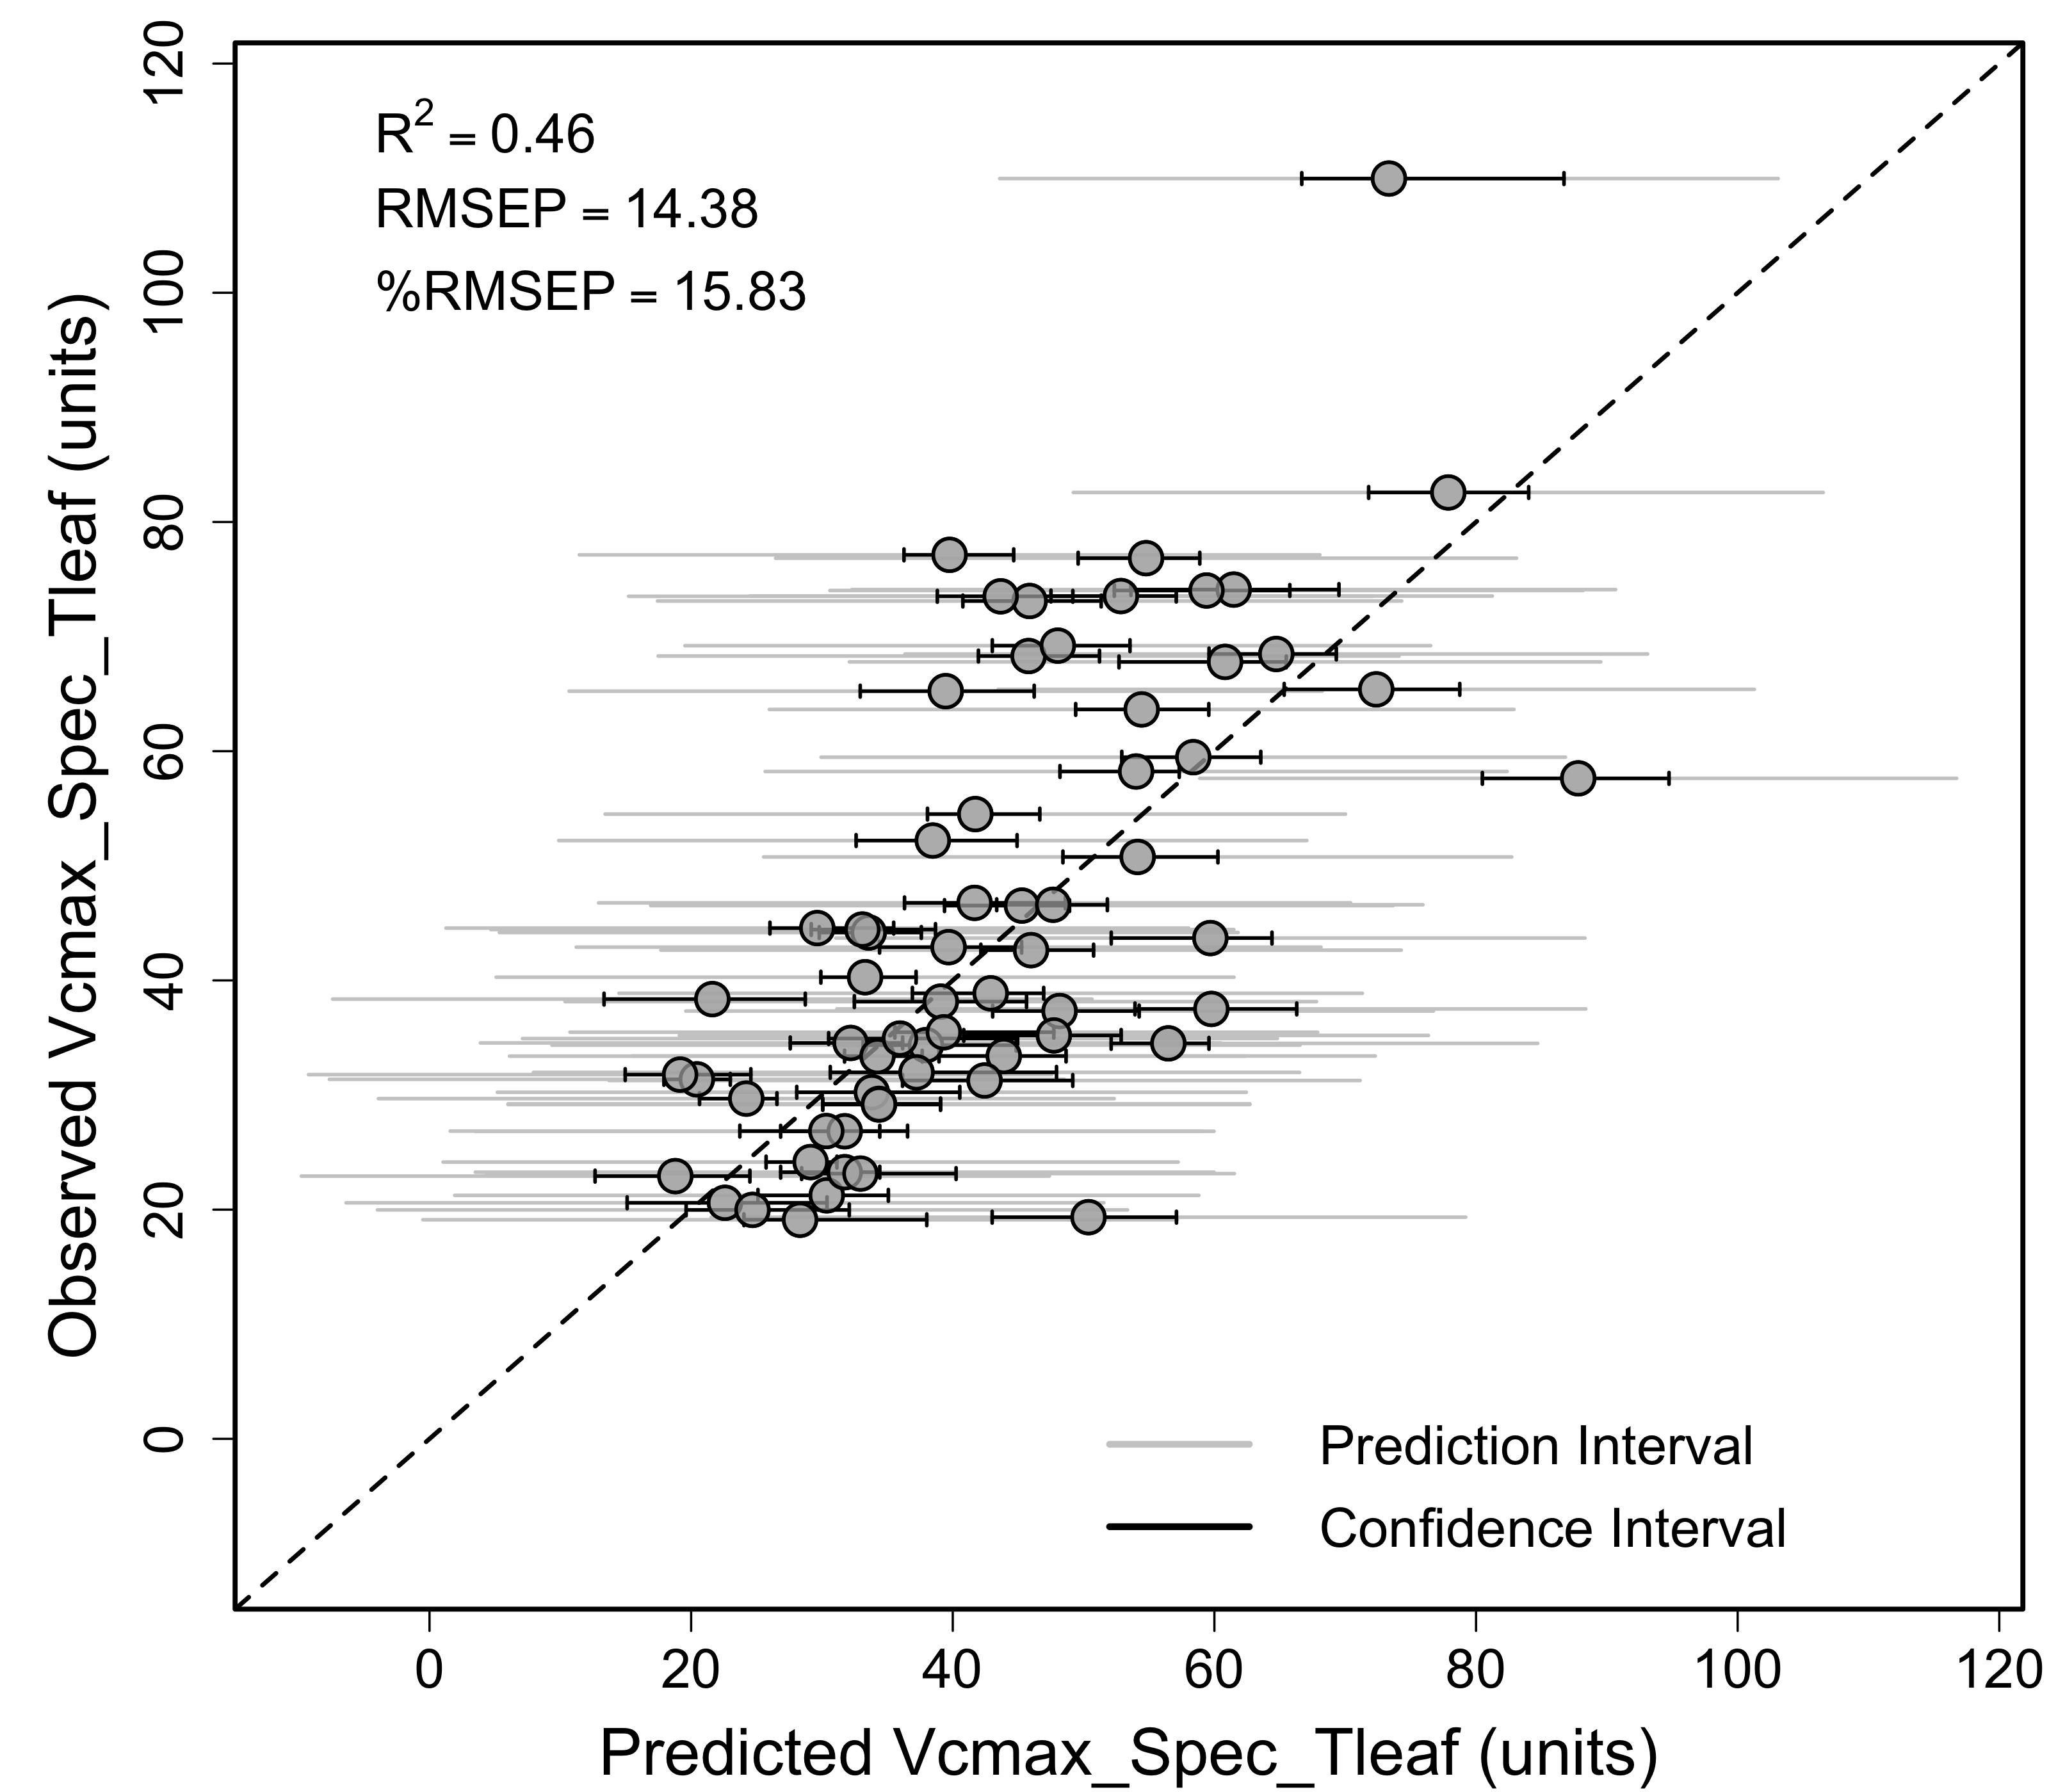 R2 = 0.46
RMSEP = 14.38
%RMSEP = 15.83
Observed Vcmax_Spec_Tleaf (units)
120
100
80
60
40
20
0
Prediction Interval
Confidence Interval
0 20 40 60 80 100 120
Predicted Vcmax_Spec_Tleaf (units)